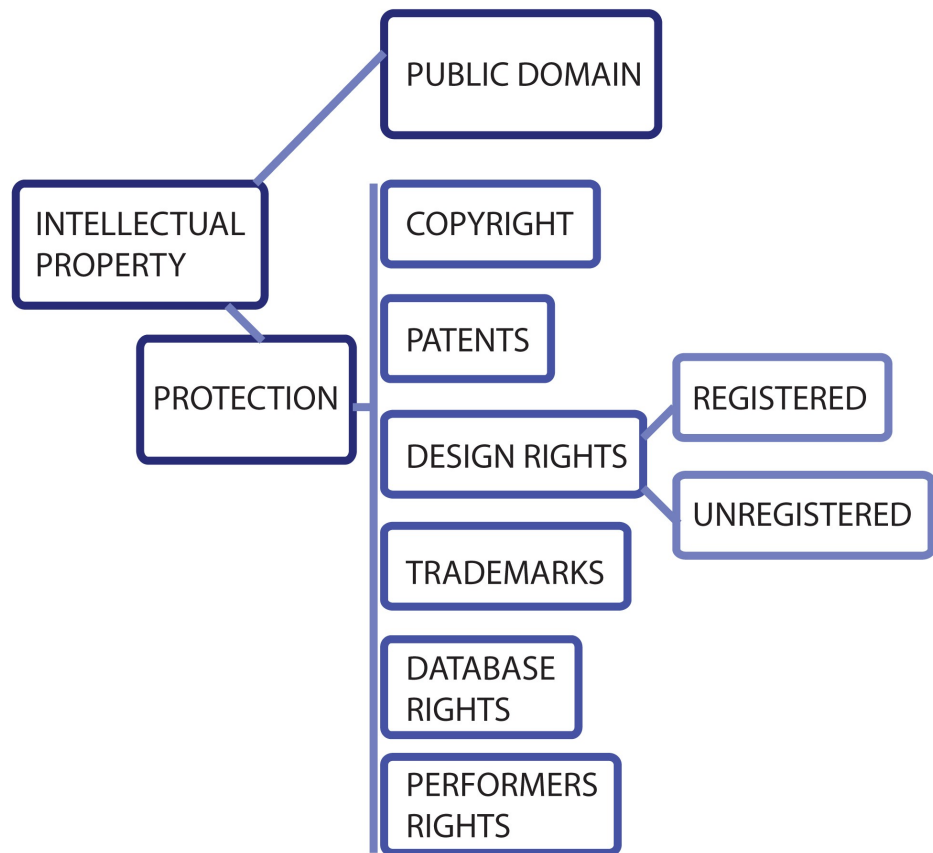 PUBLIC DOMAIN
INTELLECTUAL
PROPERTY
PROTECTION
COPYRIGHT
PATENTS
DESIGN RIGHTS
REGISTERED
UNREGISTERED
TRADEMARKS
DATABASE
RIGHTS
PERFORMERS
RIGHTS